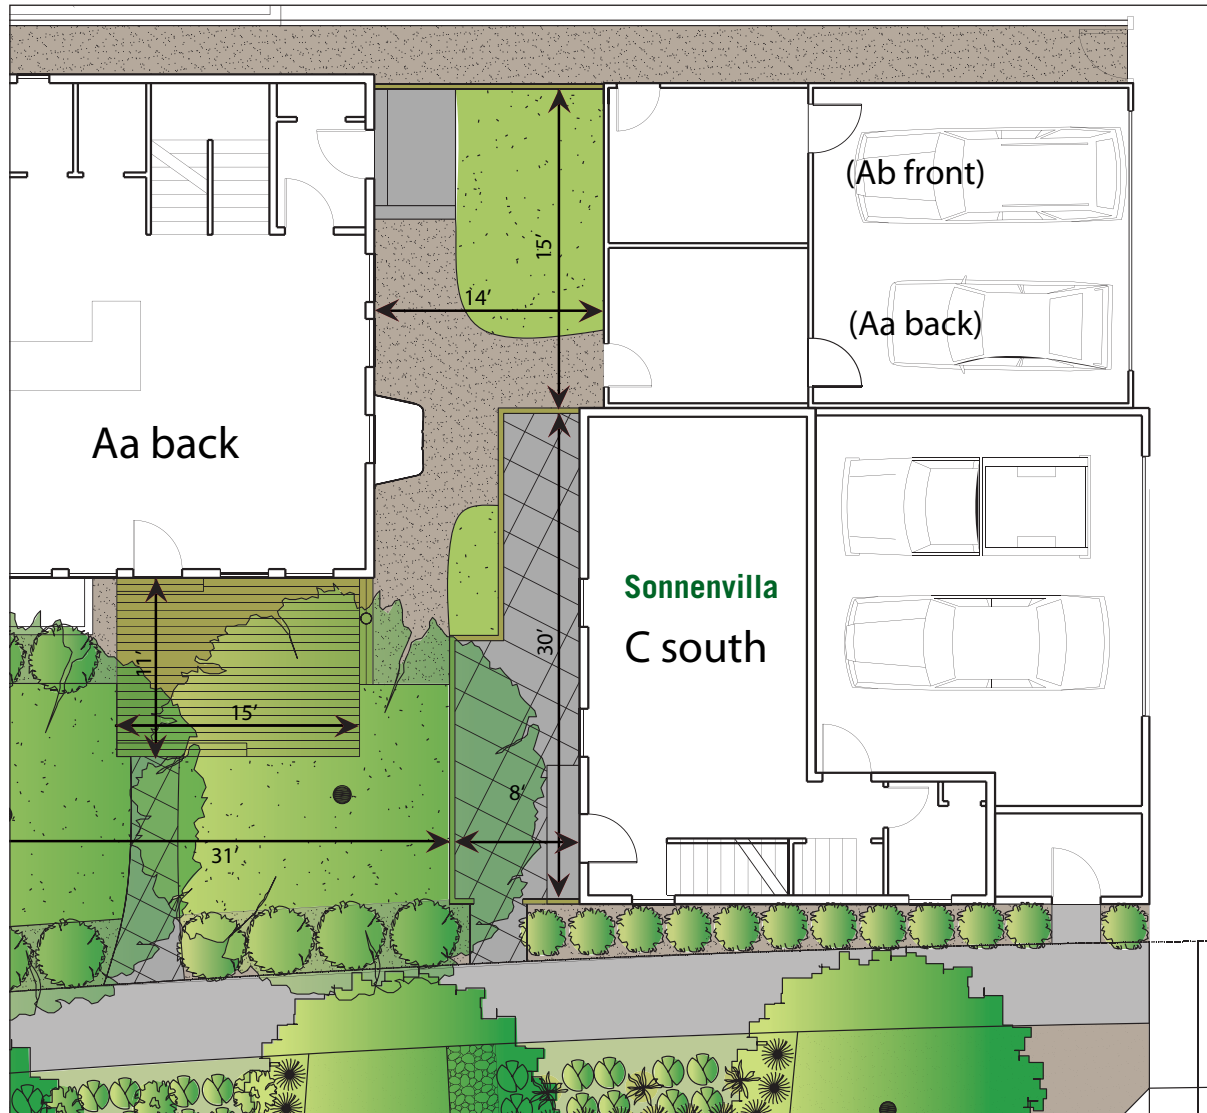 (Ab front)
15′
14′
(Aa back)
Aa back
Sonnenvilla
C south
30′
11′
15′
8′
31′